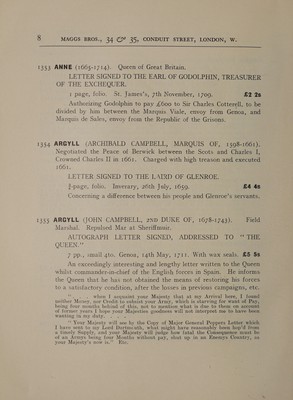 8 MAGGS BROS., 34 & 35, CONDUIT STREET, LONDON, W.
1553 ANNE (1665-1714). Queen of Great Britain.
LETTER SIGNED TO THE EARL OF GODOLPHIN, TREASURER
OF THE EXCHEQUER.
1 page, folio. St. James's, 7th November, 1709. £2 2s
Authorizing Godolphin to pay £600 to Sir Charles Cotterell, to be
divided by him between the Marquis Viale, envoy from Genoa, and
Marquis de Sales, envoy from the Republic of Grisons.
1554 ARGYLL (ARCHIBALD CAMPBELL, MARQUIS OF, 1598-1661).
Negotiated the Peace of Berwick between the Scots and Charles I,
Crowned Charles II in 1661. Charged with high treason and executed
1661.
LETTER SIGNED TO THE LAIRD OF GLENROE.
½-page, folio. Inverary, 26th July, 1659. £4 4s
Concerning a difference between his people and Glenroe's servants.
1555 ARGYLL (JOHN CAMPBELL, 2ND DUKE OF, 1678-1743). Field
Marshal. Repulsed Mar at Sheriffmuir.
AUTOGRAPH LETTER SIGNED, ADDRESSED TO "THE
QUEEN."
7 pp., small 4to. Genoa, 14th May, 1711. With wax seals. £5 5s
An exceedingly interesting and lengthy letter written to the Queen
whilst commander-in-chief of the English forces in Spain. He informs
the Queen that he has not obtained the means of restoring his forces
to a satisfactory condition, after the losses in previous campaigns, etc.
". . . when I acquaint your Majesty that at my Arrival here, I found
neither Money, nor Credit to subsist your Army, which is starving for want of Pay,
being four months behind of this, not to mention what is due to them on account
of former years I hope your Majesties goodness will not interpret me to have been
wanting in my duty. . . .
"Your Majesty will see by the Copy of Major General Peppers Letter which
I have sent to my Lord Dartmouth, what might have reasonably been hop'd from
a timely Supply, and your Majesty will judge how fatal the Consequence must be
of an Armys being four Months without pay, shut up in an Enemys Country, as
your Majesty's now is." Etc.